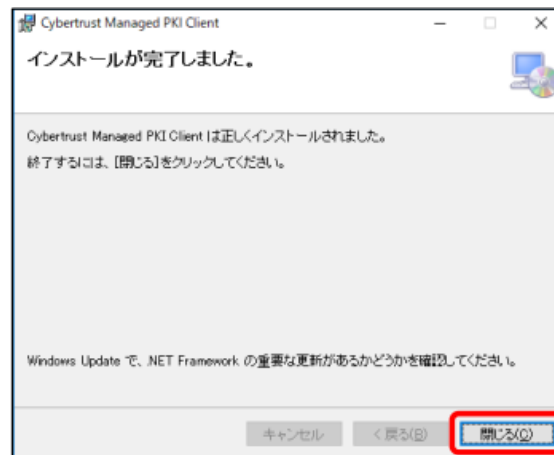 Cybertrust Managed PKI Client
インストールが完了しました。
Cybertrust Managed PKI Client は正しくインストールされました。
終了するには、[閉じる]をクリックしてください。
Windows Update で、.NET Framework の重要な更新があるかどうかを確認してください。
キャンセル < 戻る(B) 閉じる(C)